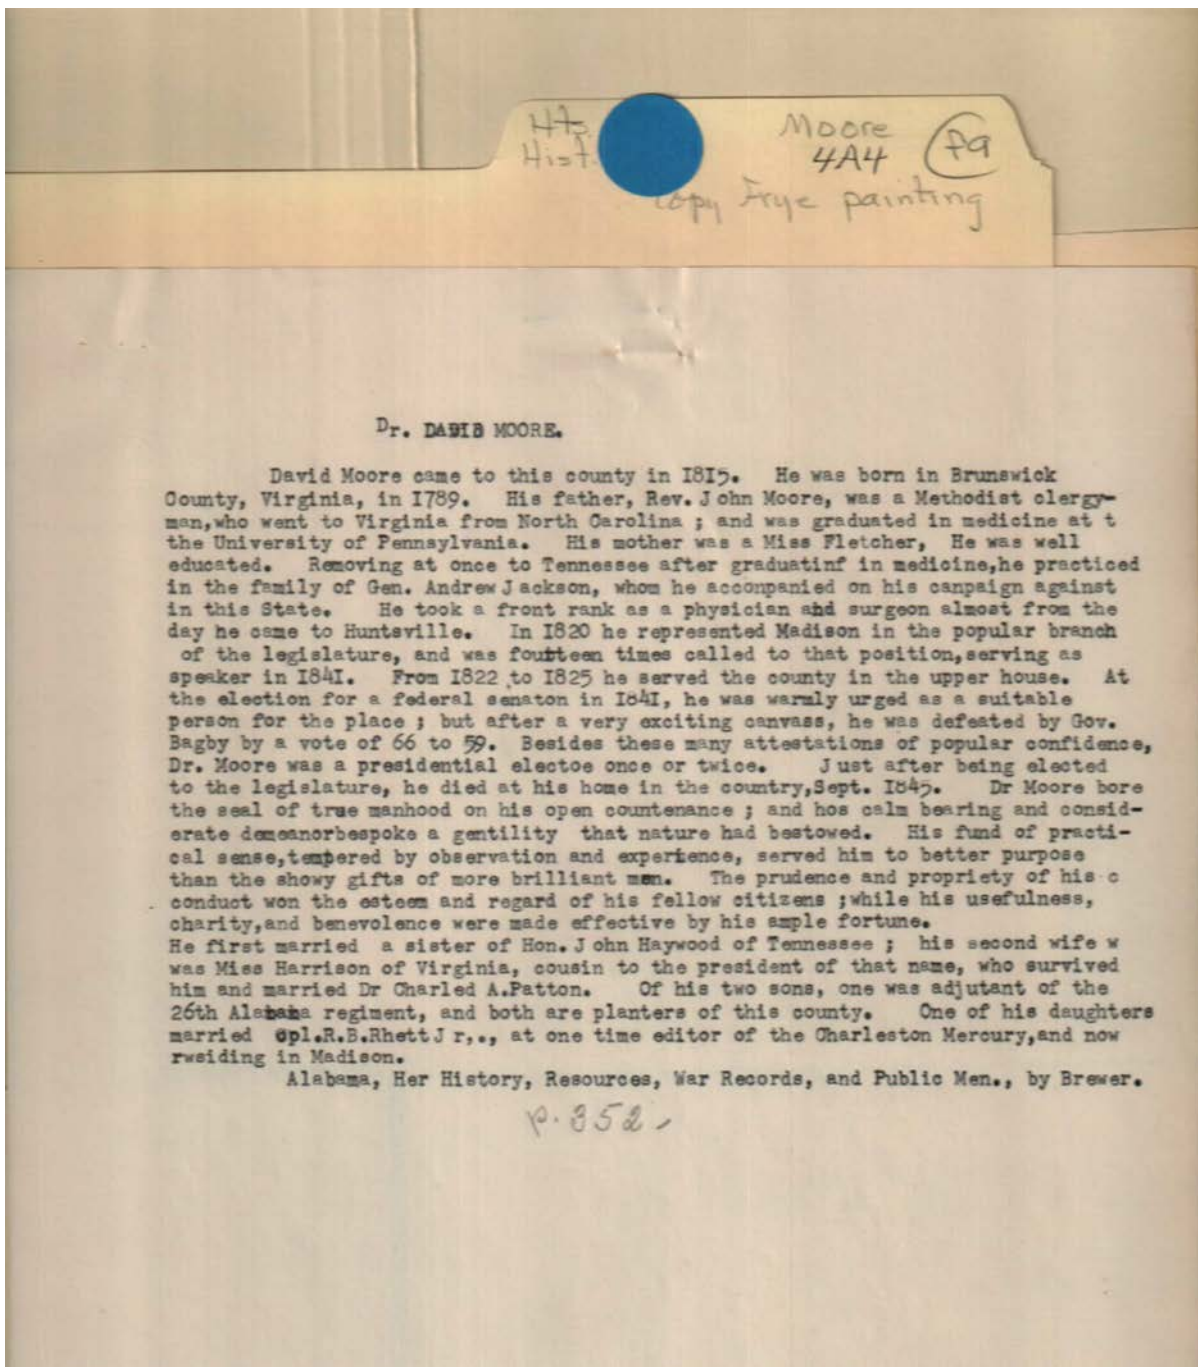 Hts.
Hist.
Moore
4A4
copy Frye painting
Dr. DABID MOORE.
David Moore came to this county in I8I5. He was born in Brunswick
County, Virginia, in I789. His father, Rev. John Moore, was a Methodist clergy-
man,who went to Virginia from North Carolina ; and was graduated in medicine at t
the University of Pennsylvania. His mother was a Miss Fletcher, He was well
educated. Removing at once to Tennessee after graduatinf in medicine,he practiced
in the family of Gen. Andrew Jackson, whom he acconpanied on his canpaign against
in this State. He took a front rank as a physician and surgeon almost from the
day he came to Huntsville. In I820 he represented Madison in the popular branch
of the legislature, and was fourteen times called to that position,serving as
speaker in I84I. From I822 to I825 he served the county in the upper house. At
the election for a federal senaton in I84I, he was warmly urged as a suitable
person for the place ; but after a very exciting canvass, he was defeated by Gov.
Bagby by a vote of 66 to 59. Besides these many attestations of popular confidence,
Dr. Moore was a presidential electoe once or twice. Just after being elected
to the legislature, he died at his home in the country,Sept. I845. Dr Moore bore
the seal of true manhood on his open countenance ; and hos calm bearing and consid-
erate demeanorbespoke a gentility that nature had bestowed. His fund of practi-
cal sense,tempered by observation and experience, served him to better purpose
than the showy gifts of more brilliant men. The prudence and propriety of his c
conduct won the esteem and regard of his fellow citizens ;while his usefulness,
charity,and benevolence were made effective by his ample fortune.
He first married a sister of Hon. John Haywood of Tennessee ; his second wife w
was Miss Harrison of Virginia, cousin to the president of that name, who survived
him and married Dr Charled A.Patton. Of his two sons, one was adjutant of the
26th Alabama regiment, and both are planters of this county. One of his daughters
married Cpl.R.B.Rhett J r,., at one time editor of the Charleston Mercury,and now
rweiding in Madison.
Alabama, Her History, Resources, War Records, and Public Men., by Brewer.
p. 352